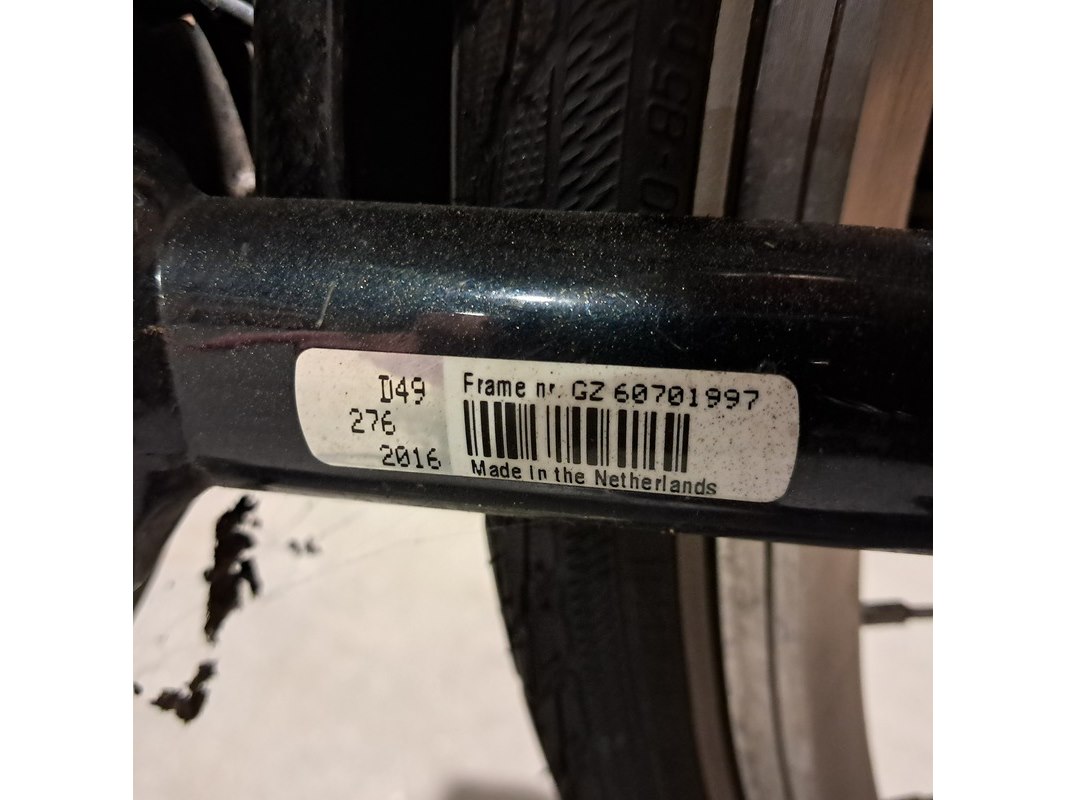 D49
276
2016
Frame nr. GZ 60701997
Made in the Netherlands